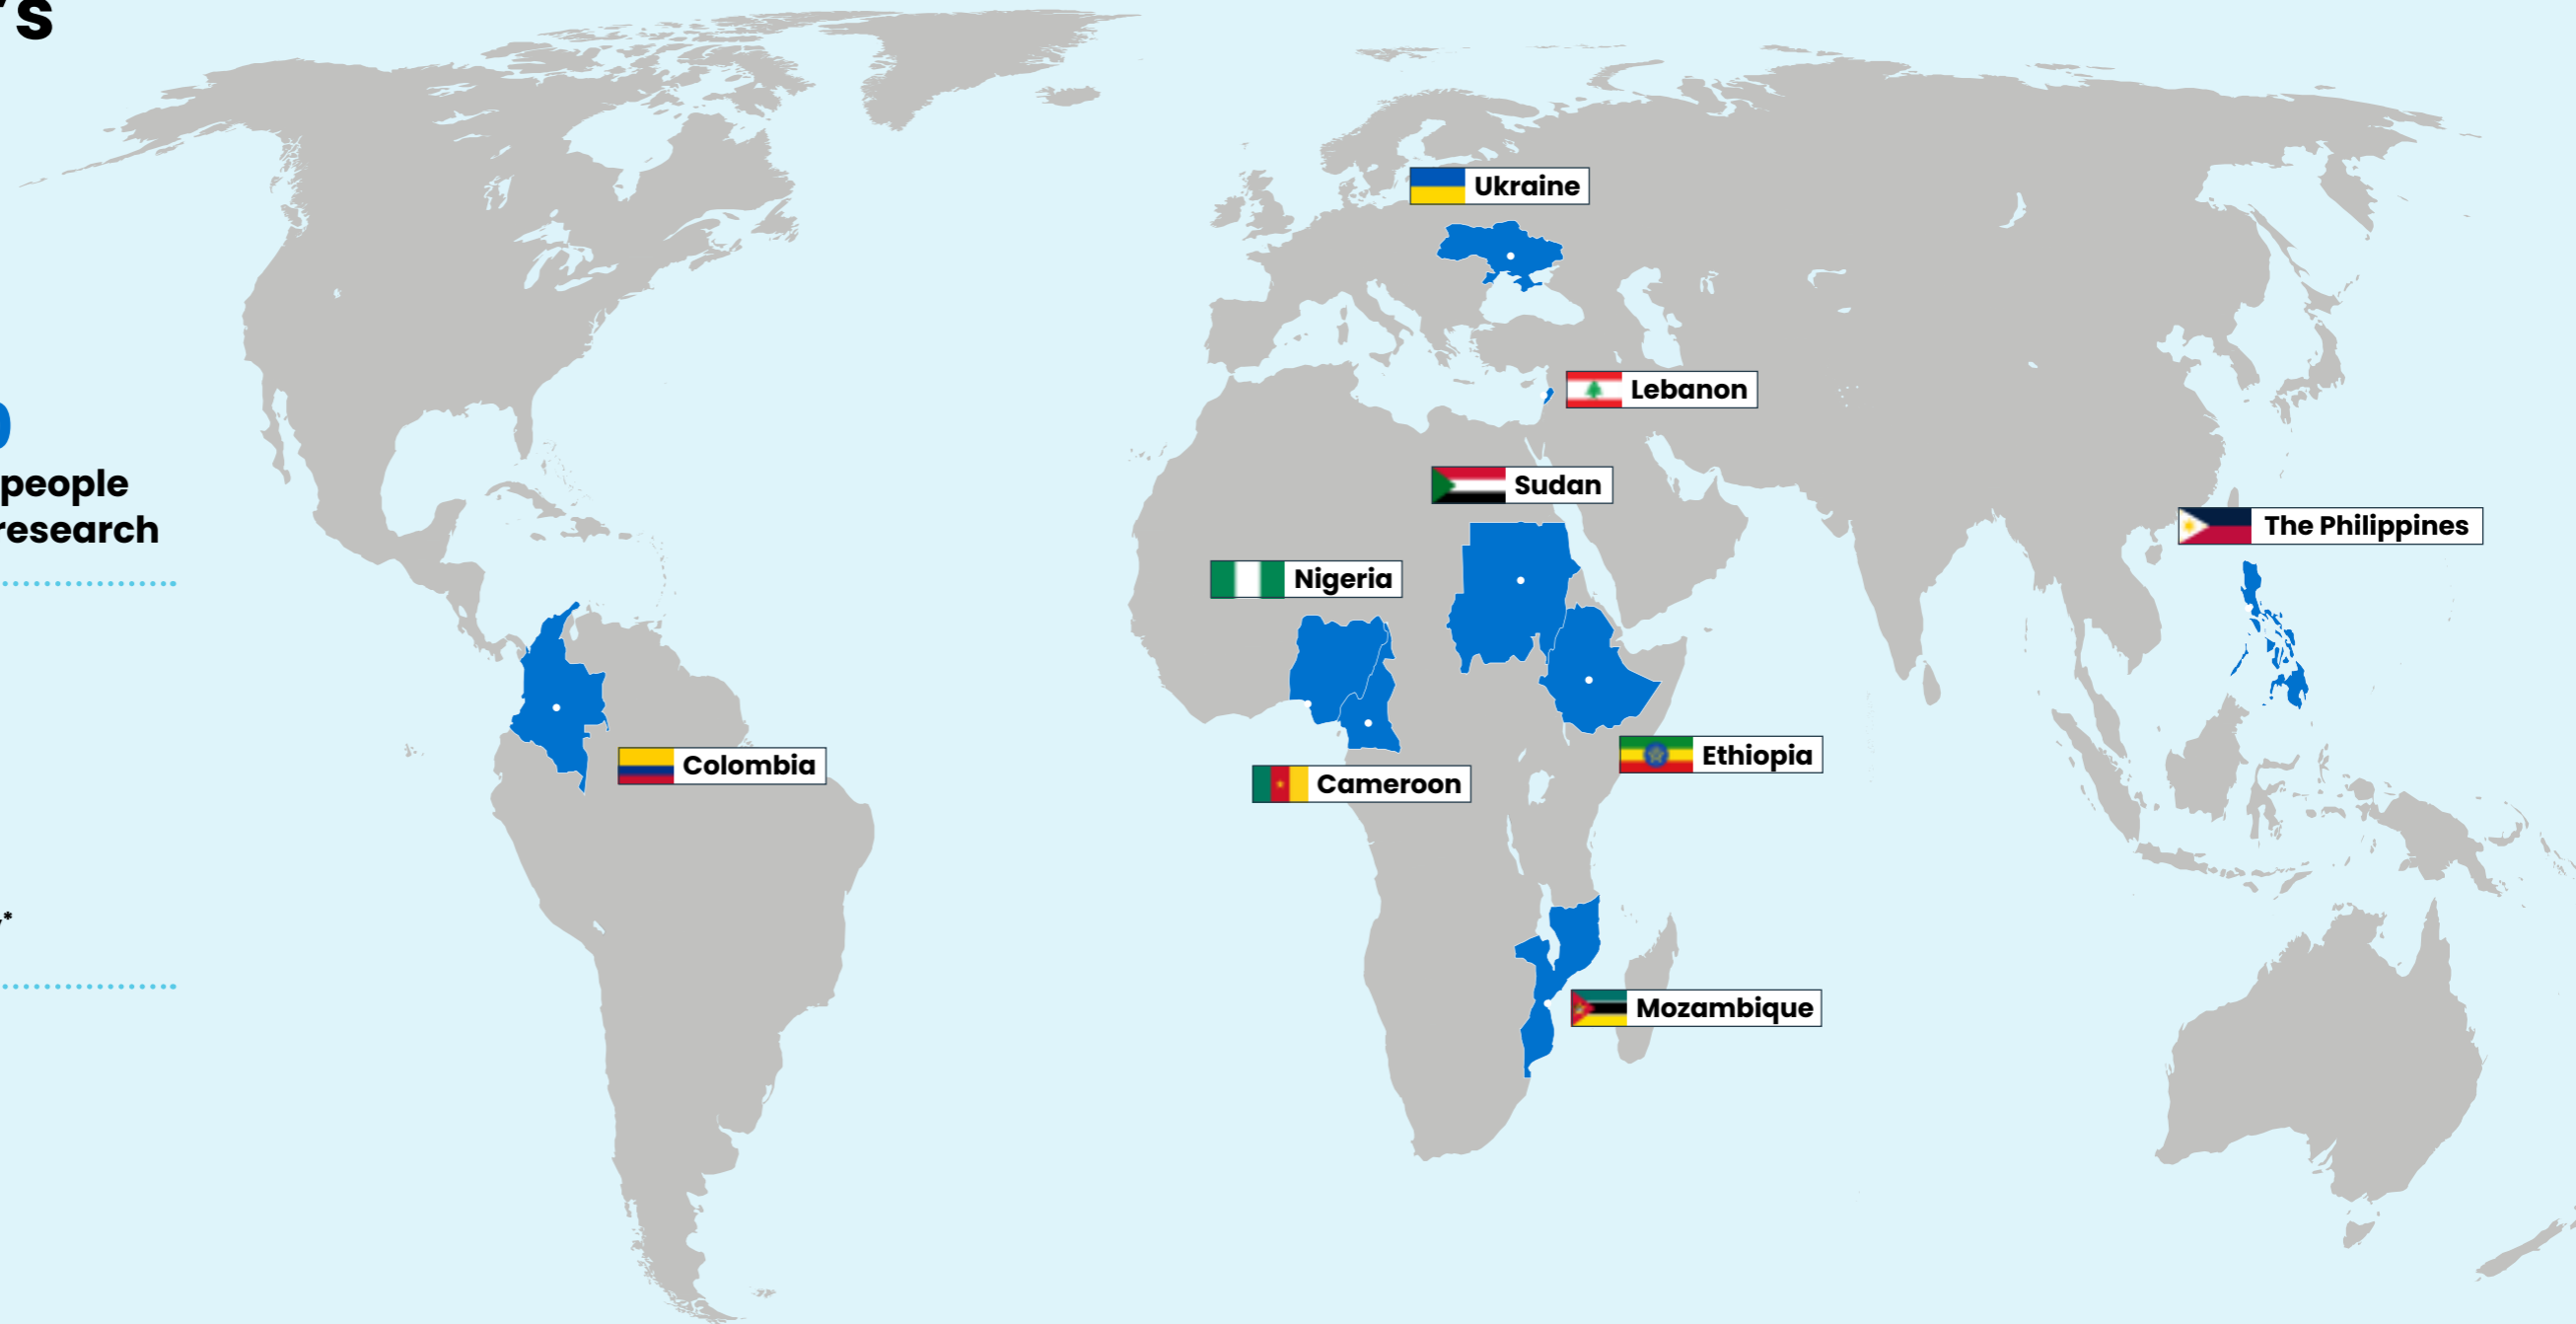 's
people
research
Ukraine
Lebanon
Sudan
The Philippines
Nigeria
Colombia
Ethiopia
Cameroon
Mozambique